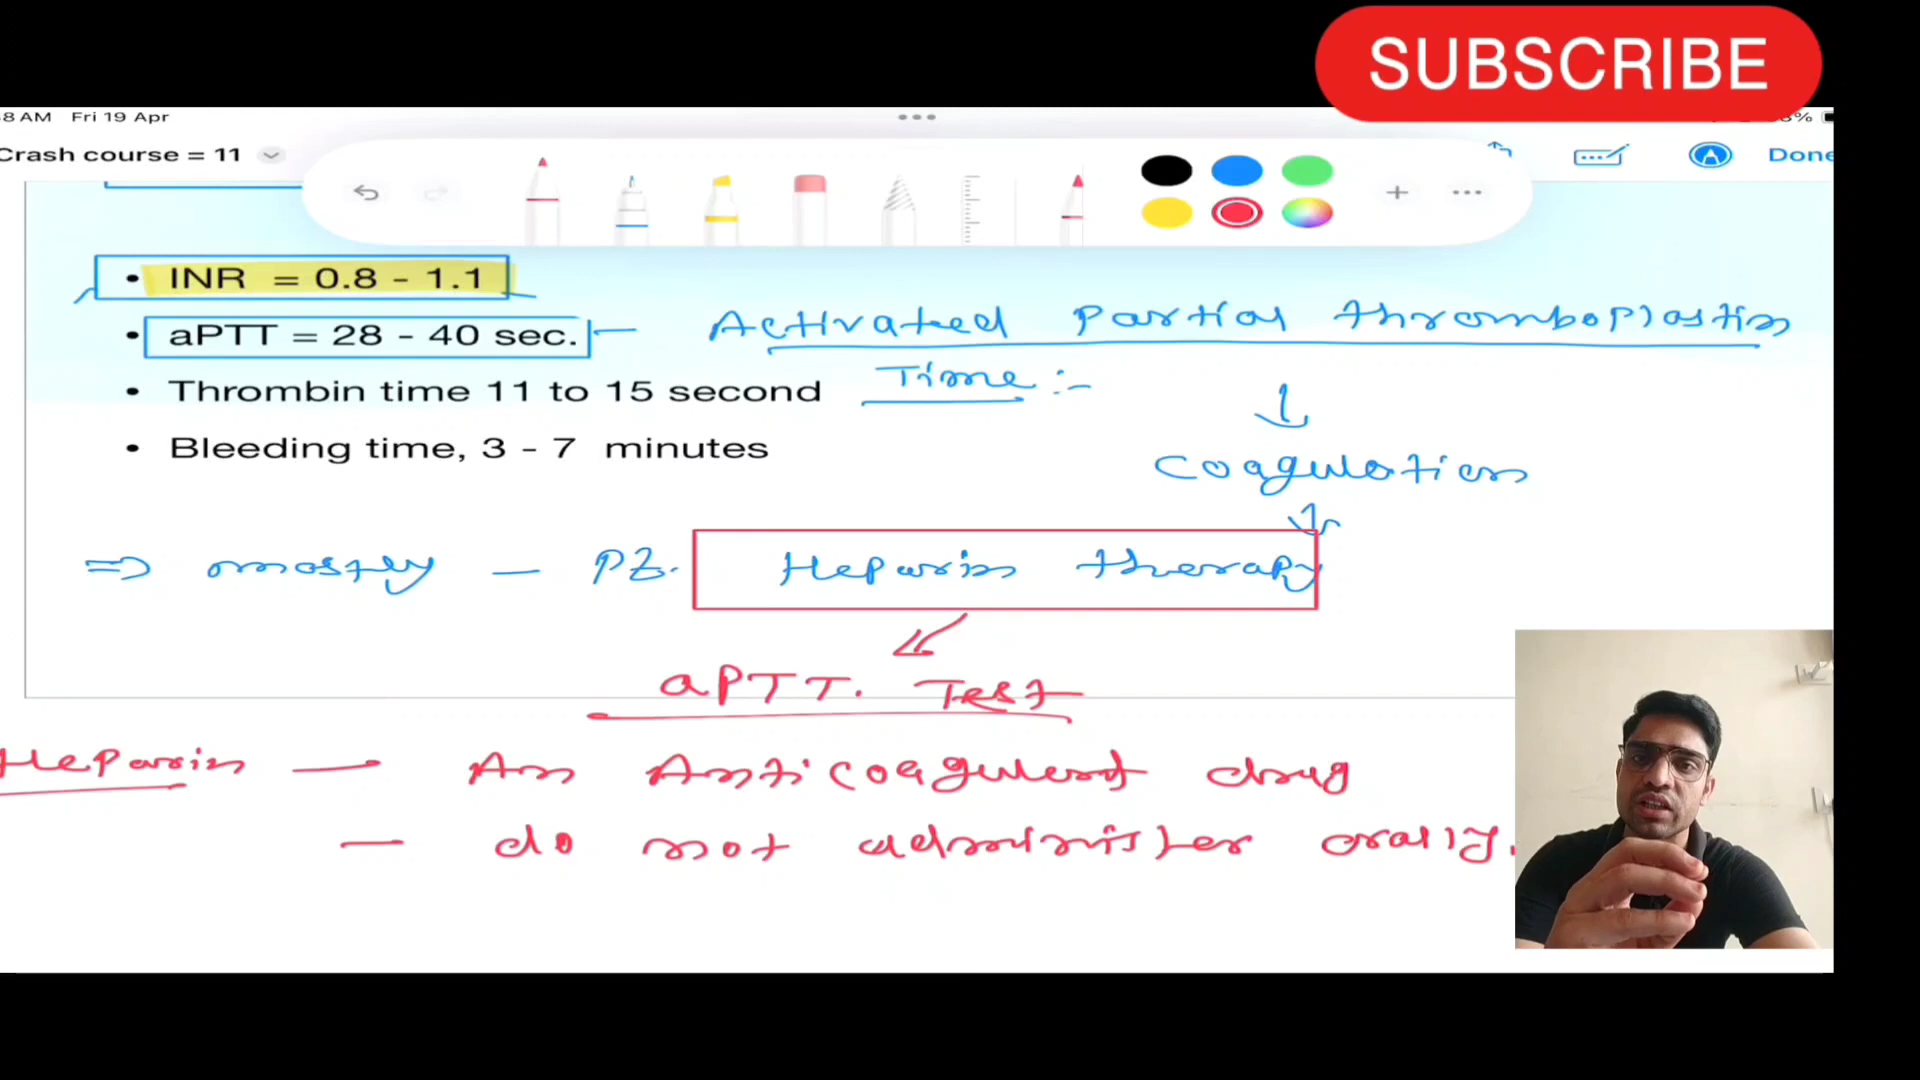 SUBSCRIBE
8 AM Fri 19 Apr
%
Crash course = 11
Done
• INR = 0.8 - 1.1
• aPTT = 28 - 40 sec. - Activated Partial thromboplastin
Time :-
• Thrombin time 11 to 15 second
• Bleeding time, 3 - 7 minutes
↓
coagulation
↓
⇒ mostly - Pz. Heparin therapy
aPTT. Test
Heparin - An Anticoagulent drug
- do not administer orally.